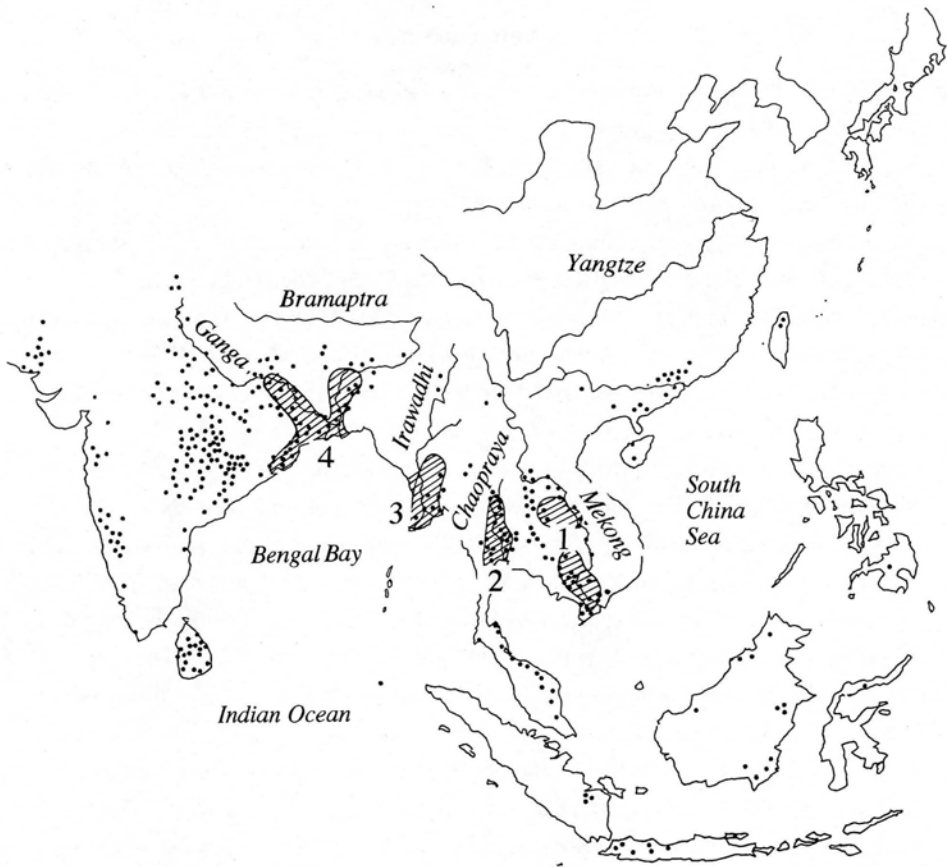 Yangtze
Bramaptra
Ganga
Irawadhi
Chaopraya
Mekong
South
China
Sea
4
3
1
2
Bengal Bay
Indian Ocean